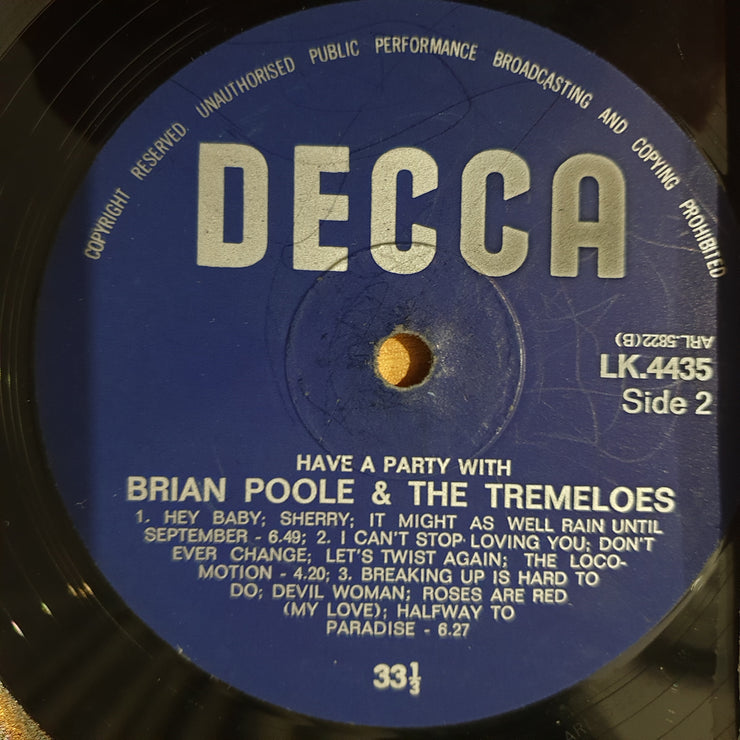 COPYRIGHT RESERVED. UNAUTHORISED PUBLIC PERFORMANCE BROADCASTING AND COPYING PROHIBITED
DECCA
ARL-5822(B)
LK.4435
Side 2
HAVE A PARTY WITH
BRIAN POOLE & THE TREMELOES
1. HEY BABY; SHERRY; IT MIGHT AS WELL RAIN UNTIL
SEPTEMBER - 6.49; 2. I CAN'T STOP LOVING YOU; DON'T
EVER CHANGE; LET'S TWIST AGAIN; THE LOCO-
MOTION - 4.20; 3. BREAKING UP IS HARD TO
DO; DEVIL WOMAN; ROSES ARE RED
(MY LOVE); HALFWAY TO
PARADISE - 6.27
33⅓